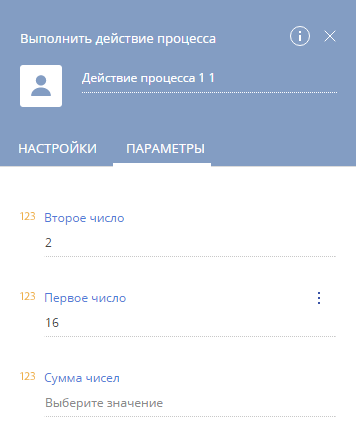 Выполнить действие процесса
Действие процесса 1 1
НАСТРОЙКИ ПАРАМЕТРЫ
123 Второе число
2
123 Первое число
16
123 Сумма чисел
Выберите значение